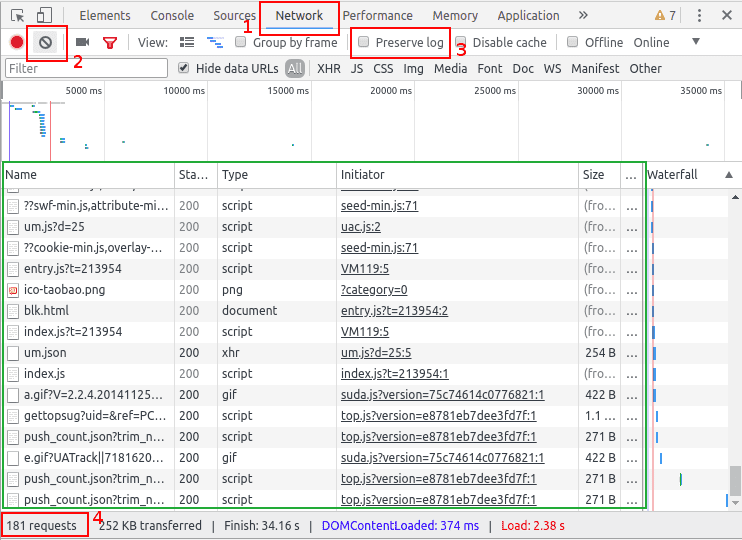 Elements Console Sources Network Performance Memory Application » 7
1
View: Group by frame Preserve log Disable cache Offline Online
2 3
Filter Hide data URLs All XHR JS CSS Img Media Font Doc WS Manifest Other
5000 ms 10000 ms 15000 ms 20000 ms 25000 ms 30000 ms 35000 ms
Name Sta... Type Initiator Size ... Waterfall
??swf-min.js,attribute-mi... 200 script seed-min.js:71 (fro... ...
um.js?d=25 200 script uac.js:2 (fro... ...
??cookie-min.js,overlay-... 200 script seed-min.js:71 (fro... ...
entry.js?t=213954 200 script VM119:5 (fro... ...
ico-taobao.png 200 png ?category=0 (fro... ...
blk.html 200 document entry.js?t=213954:2 (fro... ...
index.js?t=213954 200 script VM119:5 (fro... ...
um.json 200 xhr um.js?d=25:5 254 B ...
index.js 200 script index.js?t=213954:1 (fro... ...
a.gif?V=2.2.4.20141125... 200 gif suda.js?version=75c74614c0776821:1 422 B ...
gettopsug?uid=&ref=PC... 200 script top.js?version=e8781eb7dee3fd7f:1 1.1 ... ...
push_count.json?trim_n... 200 script top.js?version=e8781eb7dee3fd7f:1 271 B ...
e.gif?UATrack||7181620... 200 gif suda.js?version=75c74614c0776821:1 422 B ...
push_count.json?trim_n... 200 script top.js?version=e8781eb7dee3fd7f:1 271 B ...
push_count.json?trim_n... 200 script top.js?version=e8781eb7dee3fd7f:1 271 B ...
181 requests 4 252 KB transferred | Finish: 34.16 s | DOMContentLoaded: 374 ms | Load: 2.38 s